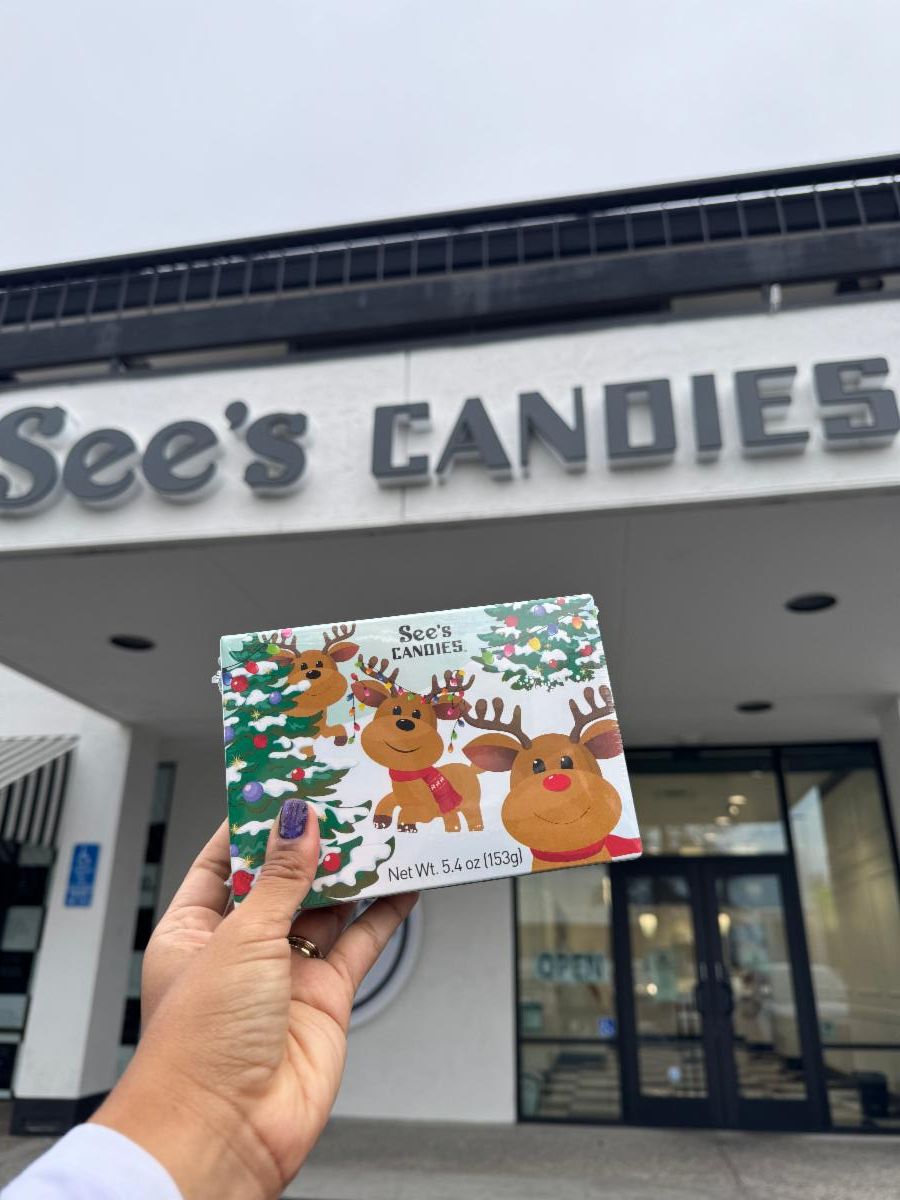 See's CANDIES
See's
CANDIES
Net Wt. 5.4 oz (153g)
OPEN